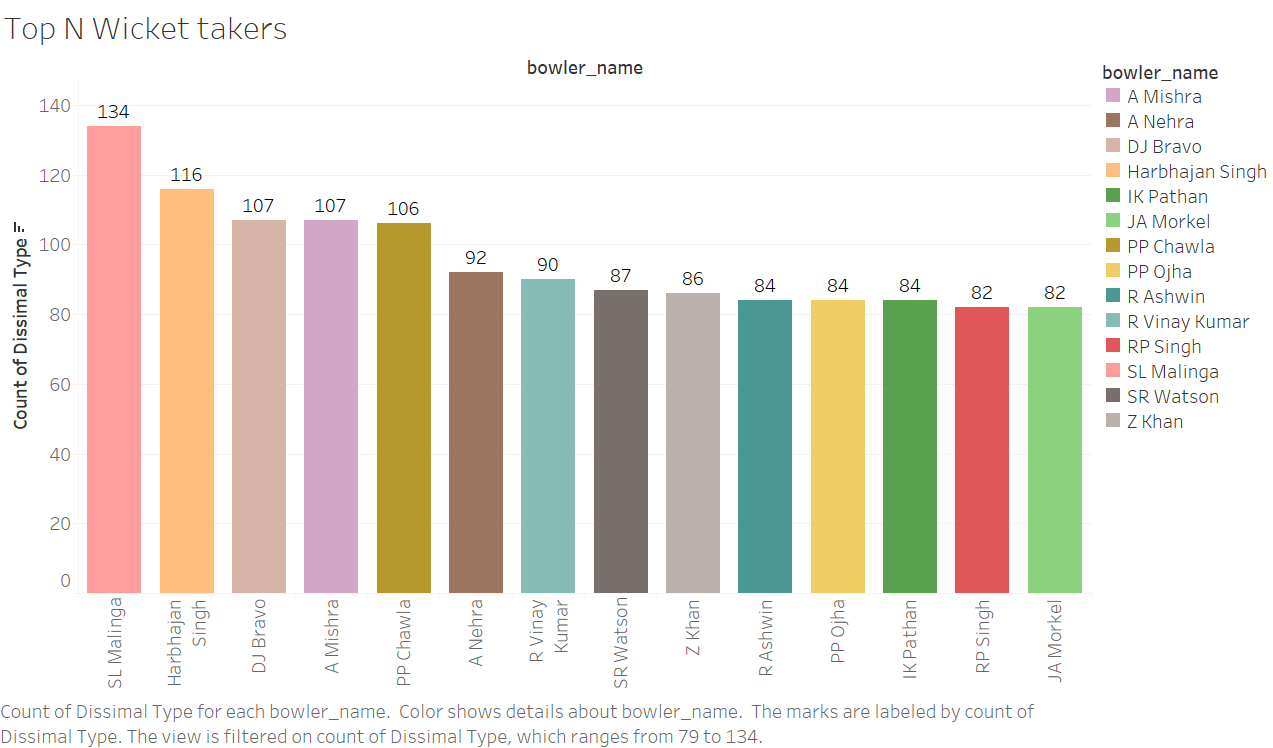 Top N Wicket takers
bowler_name
Count of Dissimal Type
140
120
100
80
60
40
20
0
134
116
107
107
106
92
90
87
86
84
84
84
82
82
SL Malinga
Harbhajan
Singh
DJ Bravo
A Mishra
PP Chawla
A Nehra
R Vinay
Kumar
SR Watson
Z Khan
R Ashwin
PP Ojha
IK Pathan
RP Singh
JA Morkel
bowler_name
A Mishra
A Nehra
DJ Bravo
Harbhajan Singh
IK Pathan
JA Morkel
PP Chawla
PP Ojha
R Ashwin
R Vinay Kumar
RP Singh
SL Malinga
SR Watson
Z Khan
Count of Dissimal Type for each bowler_name.  Color shows details about bowler_name.  The marks are labeled by count of
Dissimal Type. The view is filtered on count of Dissimal Type, which ranges from 79 to 134.